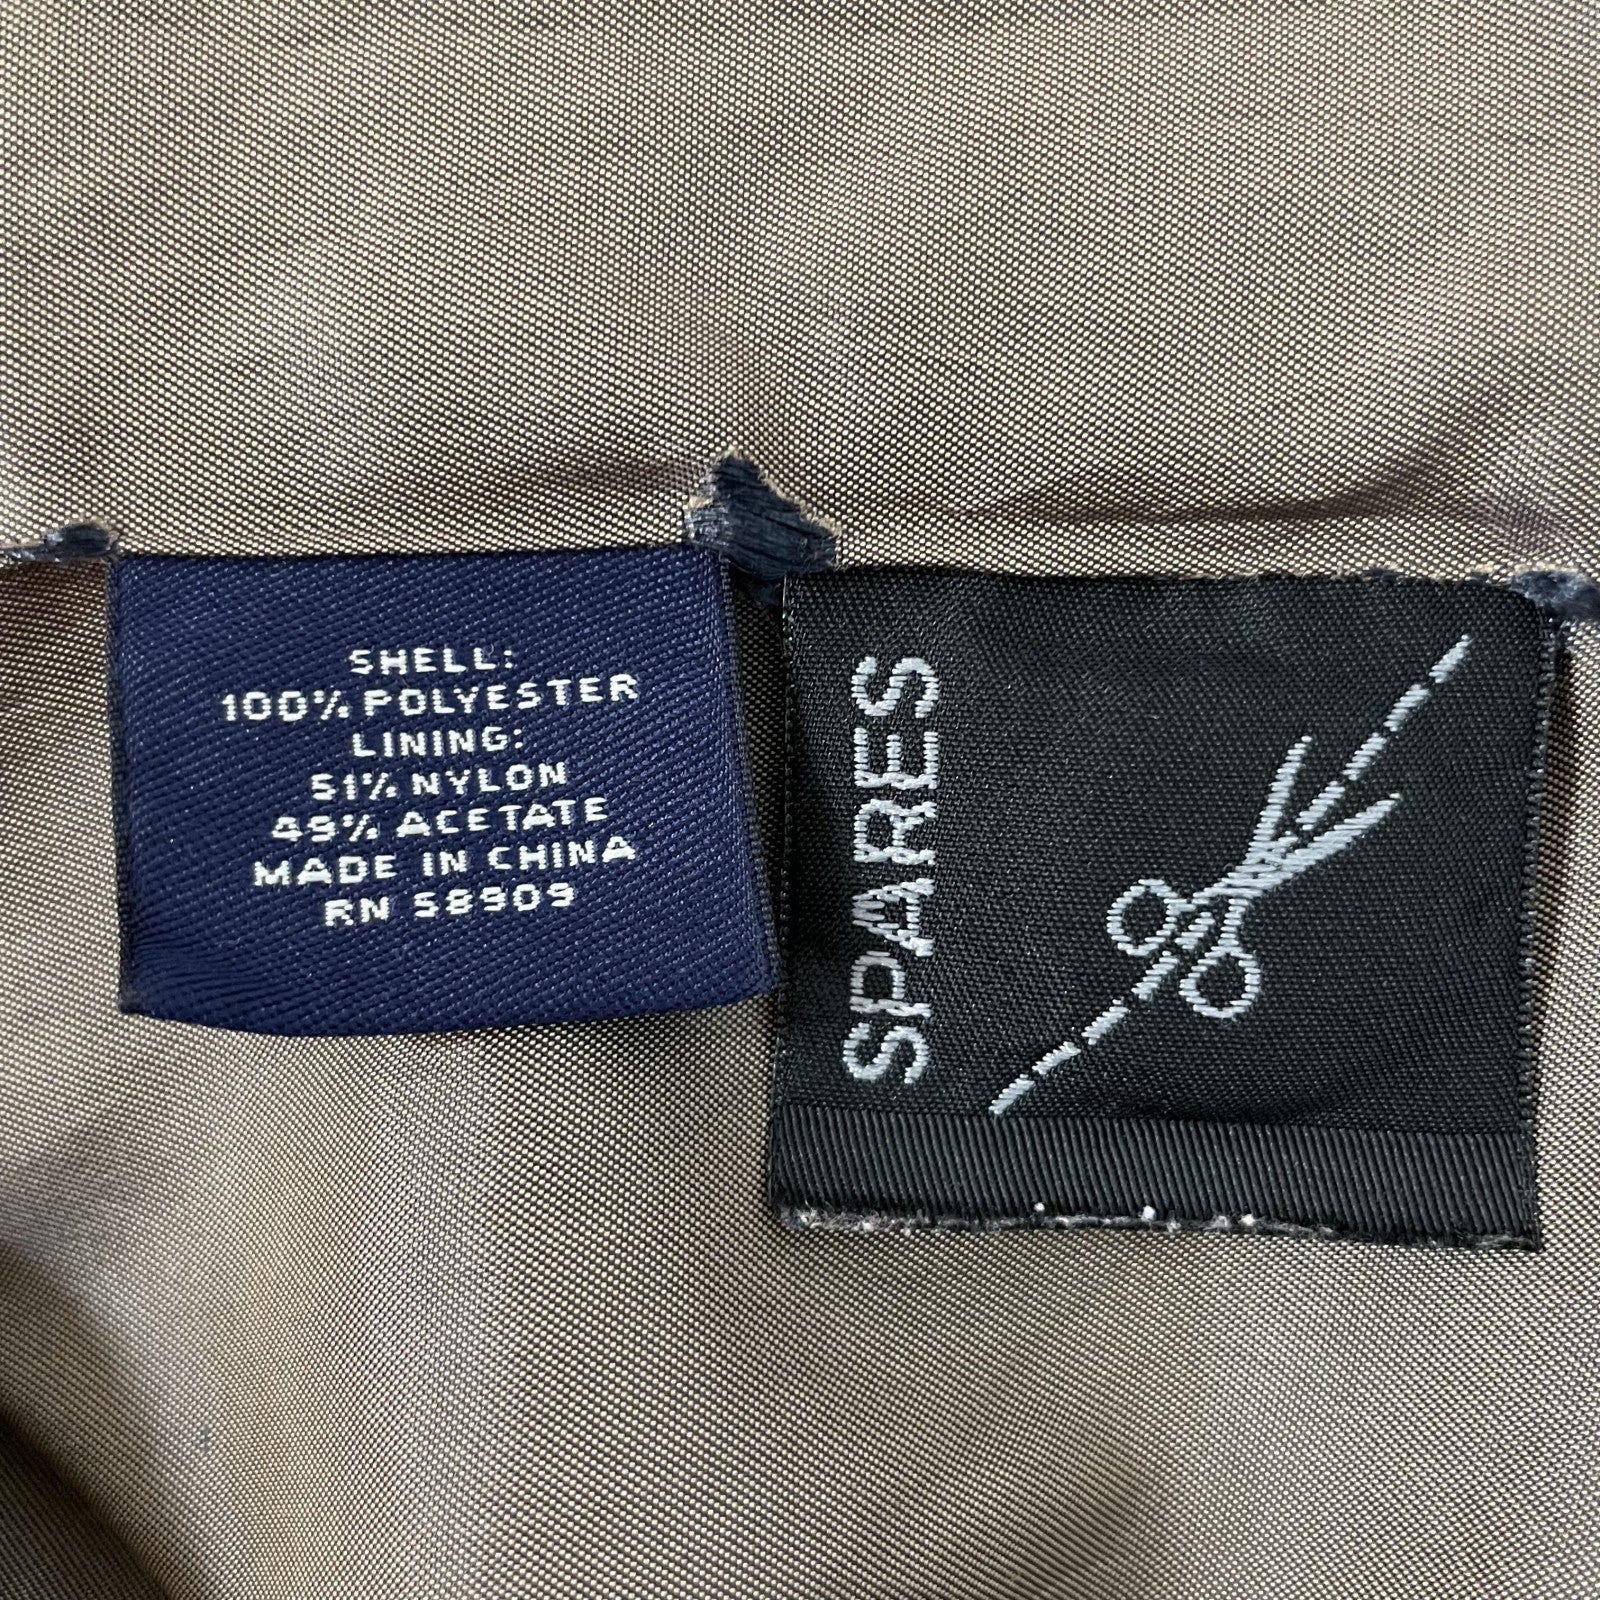 SHELL:
100% POLYESTER
LINING:
51% NYLON
49% ACETATE
MADE IN CHINA
RN 58909
SPARES